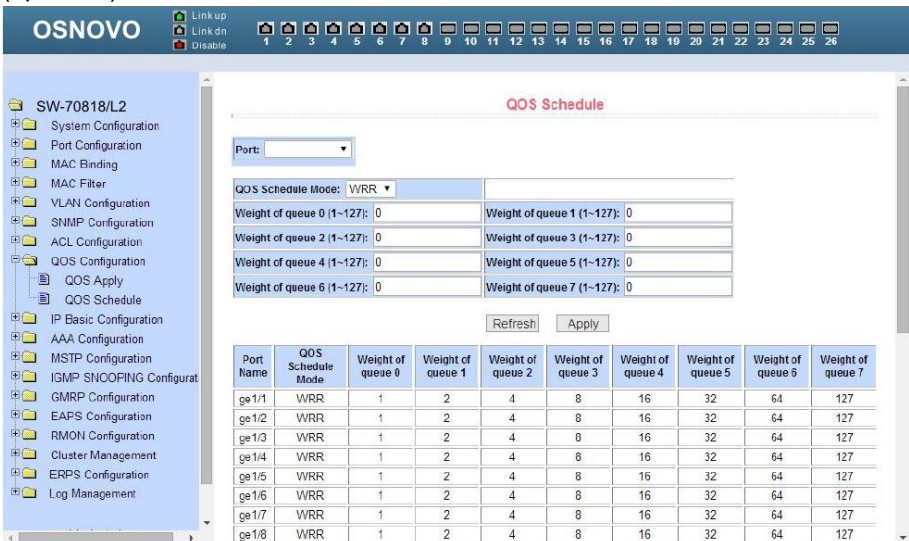 OSNOVO
Link up
Link dn
Disable
1 2 3 4 5 6 7 8 9 10 11 12 13 14 15 16 17 18 19 20 21 22 23 24 25 26
SW-70818/L2
System Configuration
Port Configuration
MAC Binding
MAC Filter
VLAN Configuration
SNMP Configuration
ACL Configuration
QOS Configuration
QOS Apply
QOS Schedule
IP Basic Configuration
AAA Configuration
MSTP Configuration
IGMP SNOOPING Configurat
GMRP Configuration
EAPS Configuration
RMON Configuration
Cluster Management
ERPS Configuration
Log Management
QOS Schedule
Port:
QOS Schedule Mode: WRR
Weight of queue 0 (1~127): 0 Weight of queue 1 (1~127): 0
Weight of queue 2 (1~127): 0 Weight of queue 3 (1~127): 0
Weight of queue 4 (1~127): 0 Weight of queue 5 (1~127): 0
Weight of queue 6 (1~127): 0 Weight of queue 7 (1~127): 0
Refresh Apply
Port Name QOS Schedule Mode Weight of queue 0 Weight of queue 1 Weight of queue 2 Weight of queue 3 Weight of queue 4 Weight of queue 5 Weight of queue 6 Weight of queue 7
ge1/1 WRR 1 2 4 8 16 32 64 127
ge1/2 WRR 1 2 4 8 16 32 64 127
ge1/3 WRR 1 2 4 8 16 32 64 127
ge1/4 WRR 1 2 4 8 16 32 64 127
ge1/5 WRR 1 2 4 8 16 32 64 127
ge1/6 WRR 1 2 4 8 16 32 64 127
ge1/7 WRR 1 2 4 8 16 32 64 127
ge1/8 WRR 1 2 4 8 16 32 64 127